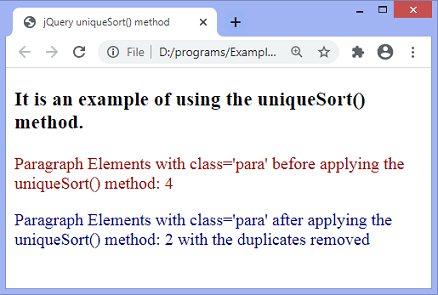 jQuery uniqueSort() method
File | D:/programs/Exampl...
It is an example of using the uniqueSort()
method.
Paragraph Elements with class='para' before applying the
uniqueSort() method: 4
Paragraph Elements with class='para' after applying the
uniqueSort() method: 2 with the duplicates removed